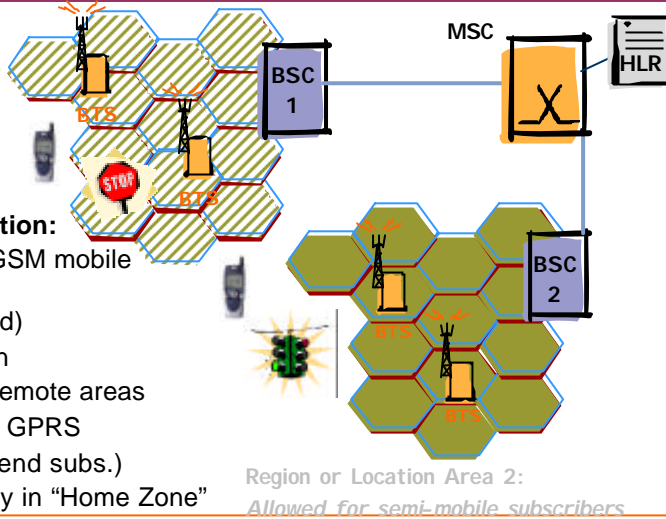 MSC
HLR
BSC
1
BTS
STOP
BTS
tion:
GSM mobile
d)
n
emote areas
GPRS
end subs.)
y in “Home Zone”
BSC
2
BTS
BTS
Region or Location Area 2:
Allowed for semi-mobile subscribers